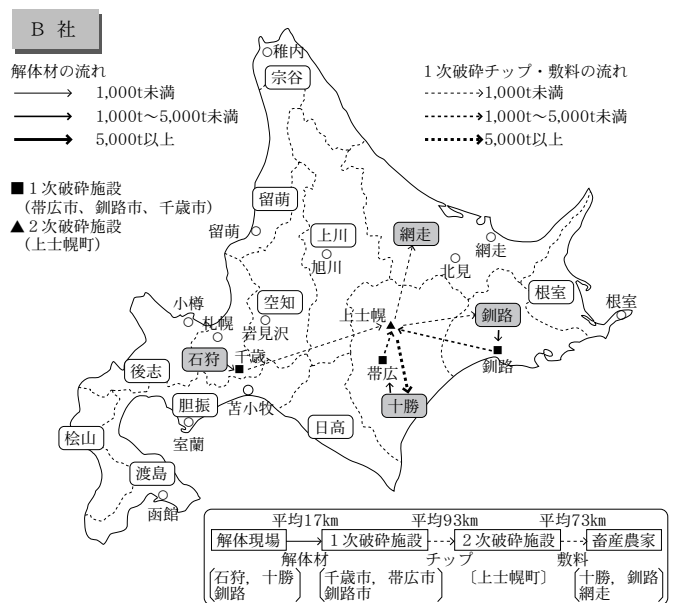 B 社
解体材の流れ
1,000t未満
1,000t〜5,000t未満
5,000t以上
1次破砕チップ・敷料の流れ
1,000t未満
1,000t〜5,000t未満
5,000t以上
■1次破砕施設
(帯広市、釧路市、千歳市)
▲2次破砕施設
(上士幌町)
稚内
宗谷
留萌
留萌
上川
旭川
網走
網走
北見
根室
根室
小樽
札幌
空知
岩見沢
上士幌
釧路
釧路
石狩
千歳
帯広
十勝
後志
胆振
苫小牧
室蘭
日高
桧山
渡島
函館
平均17km 平均93km 平均73km
解体現場 1次破砕施設 2次破砕施設 畜産農家
解体材 チップ 敷料
石狩, 十勝 千歳市, 帯広市 〔上士幌町〕 十勝, 釧路
釧路 釧路市 網走